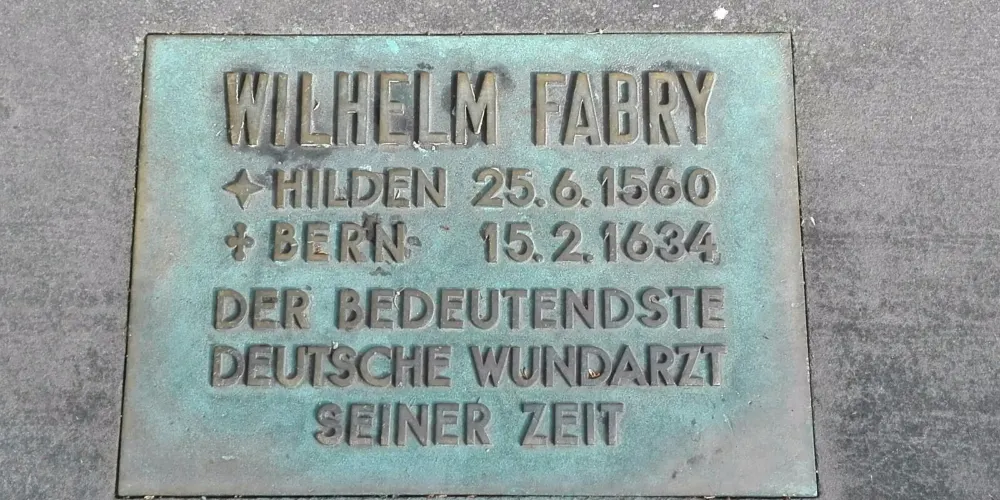 WILHELM FABRY
✦ HILDEN 25.6.1560
✤ BERN 15.2.1634
DER BEDEUTENDSTE
DEUTSCHE WUNDARZT
SEINER ZEIT